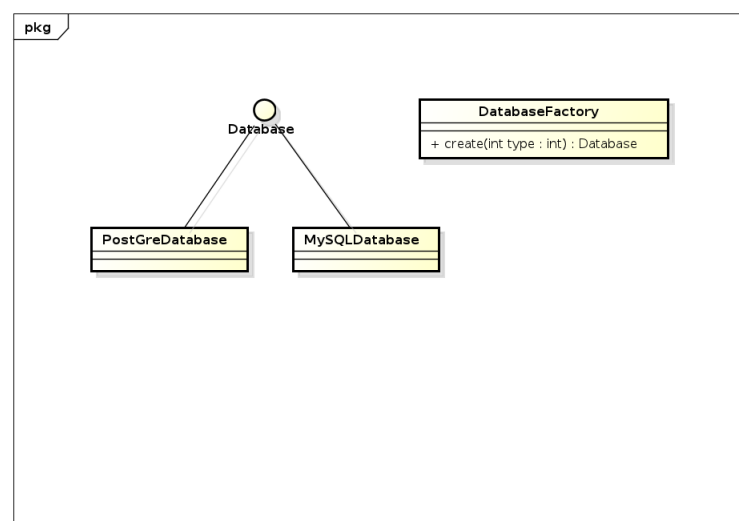 pkg
Database
DatabaseFactory
+ create(int type : int) : Database
PostGreDatabase
MySQLDatabase